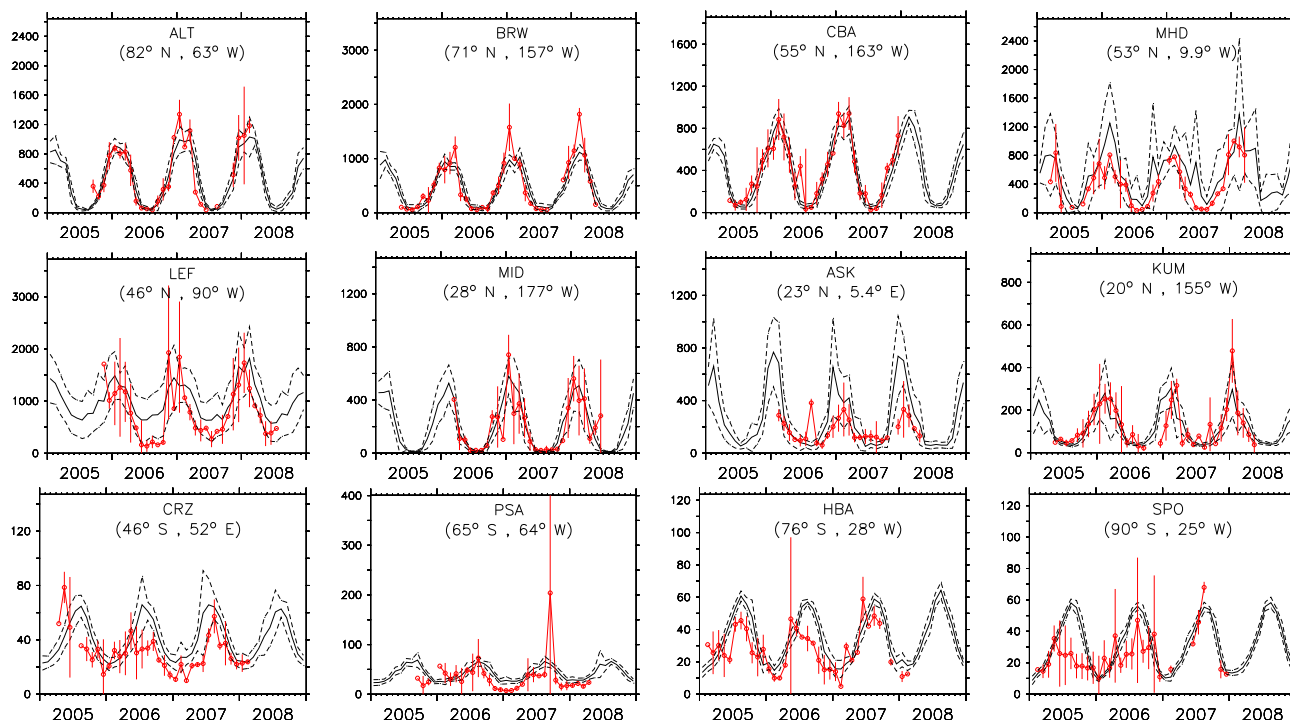 ALT
(82° N , 63° W)
2400
2000
1600
1200
800
400
0
2005 2006 2007 2008
BRW
(71° N , 157° W)
3000
2000
1000
0
2005 2006 2007 2008
CBA
(55° N , 163° W)
1600
1200
800
400
0
2005 2006 2007 2008
MHD
(53° N , 9.9° W)
2400
2000
1600
1200
800
400
0
2005 2006 2007 2008
LEF
(46° N , 90° W)
3000
2000
1000
0
2005 2006 2007 2008
MID
(28° N , 177° W)
1200
800
400
0
2005 2006 2007 2008
ASK
(23° N , 5.4° E)
1200
800
400
0
2005 2006 2007 2008
KUM
(20° N , 155° W)
800
600
400
200
0
2005 2006 2007 2008
CRZ
(46° S , 52° E)
120
80
40
0
2005 2006 2007 2008
PSA
(65° S , 64° W)
400
350
300
200
100
50
0
2005 2006 2007 2008
HBA
(76° S , 28° W)
120
100
80
60
40
20
0
2005 2006 2007 2008
SPO
(90° S , 25° W)
120
100
80
60
40
20
0
2005 2006 2007 2008